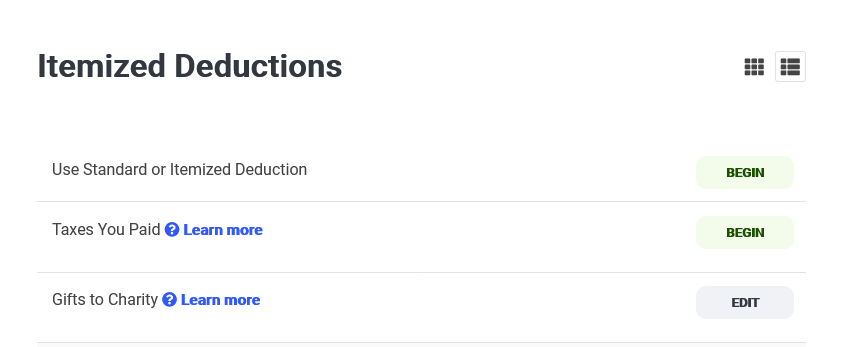 Itemized Deductions
Use Standard or Itemized Deduction
BEGIN
Taxes You Paid ? Learn more
BEGIN
Gifts to Charity ? Learn more
EDIT